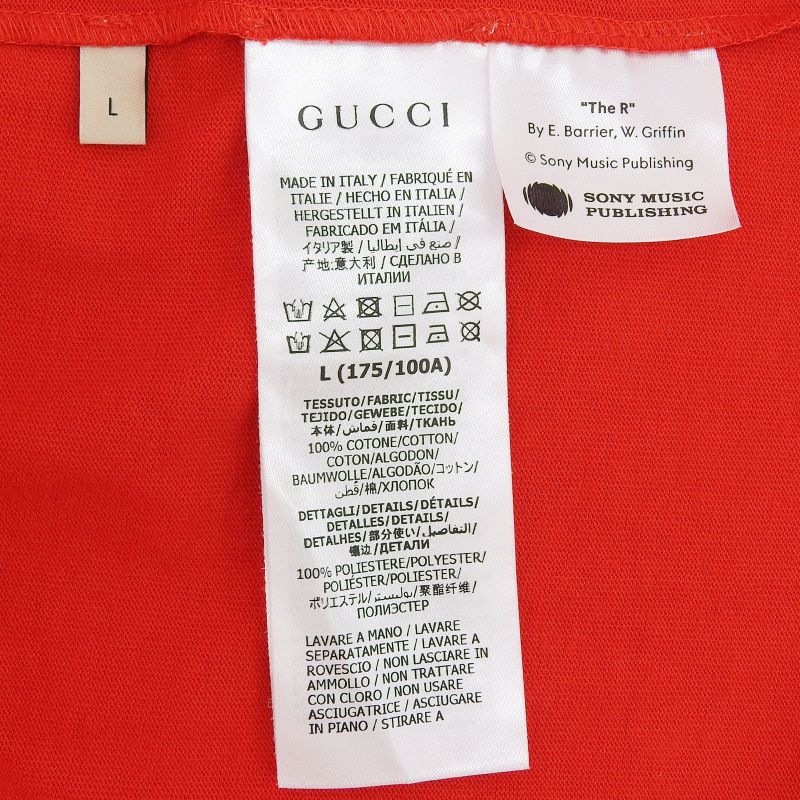 L
GUCCI
MADE IN ITALY / FABRIQUÉ EN
ITALIE / HECHO EN ITALIA /
HERGESTELLT IN ITALIEN /
FABRICADO EM ITÁLIA /
イタリア製 / صنع في إيطاليا /
产地:意大利 / СДЕЛАНО В
ИТАЛИИ
L (175/100A)
TESSUTO/FABRIC/TISSU/
TEJIDO/GEWEBE/TECIDO/
本体/قماش/面料/ТКАНЬ
100% COTONE/COTTON/
COTON/ALGODON/
BAUMWOLLE/ALGODÃO/コットン/
قُطن/棉/ХЛОПОК
DETTAGLI/DETAILS/DÉTAILS/
DETALLES/DETAILS/
DETALHES/部分使い/التفاصيل/
镶边/ДЕТАЛИ
100% POLIESTERE/POLYESTER/
POLIÉSTER/POLIESTER/
ポリエステル/بوليستر/聚酯纤维/
ПОЛИЭСТЕР
LAVARE A MANO / LAVARE
SEPARATAMENTE / LAVARE A
ROVESCIO / NON LASCIARE IN
AMMOLLO / NON TRATTARE
CON CLORO / NON USARE
ASCIUGATRICE / ASCIUGARE
IN PIANO / STIRARE A
"The R"
By E. Barrier, W. Griffin
© Sony Music Publishing
SONY MUSIC
PUBLISHING